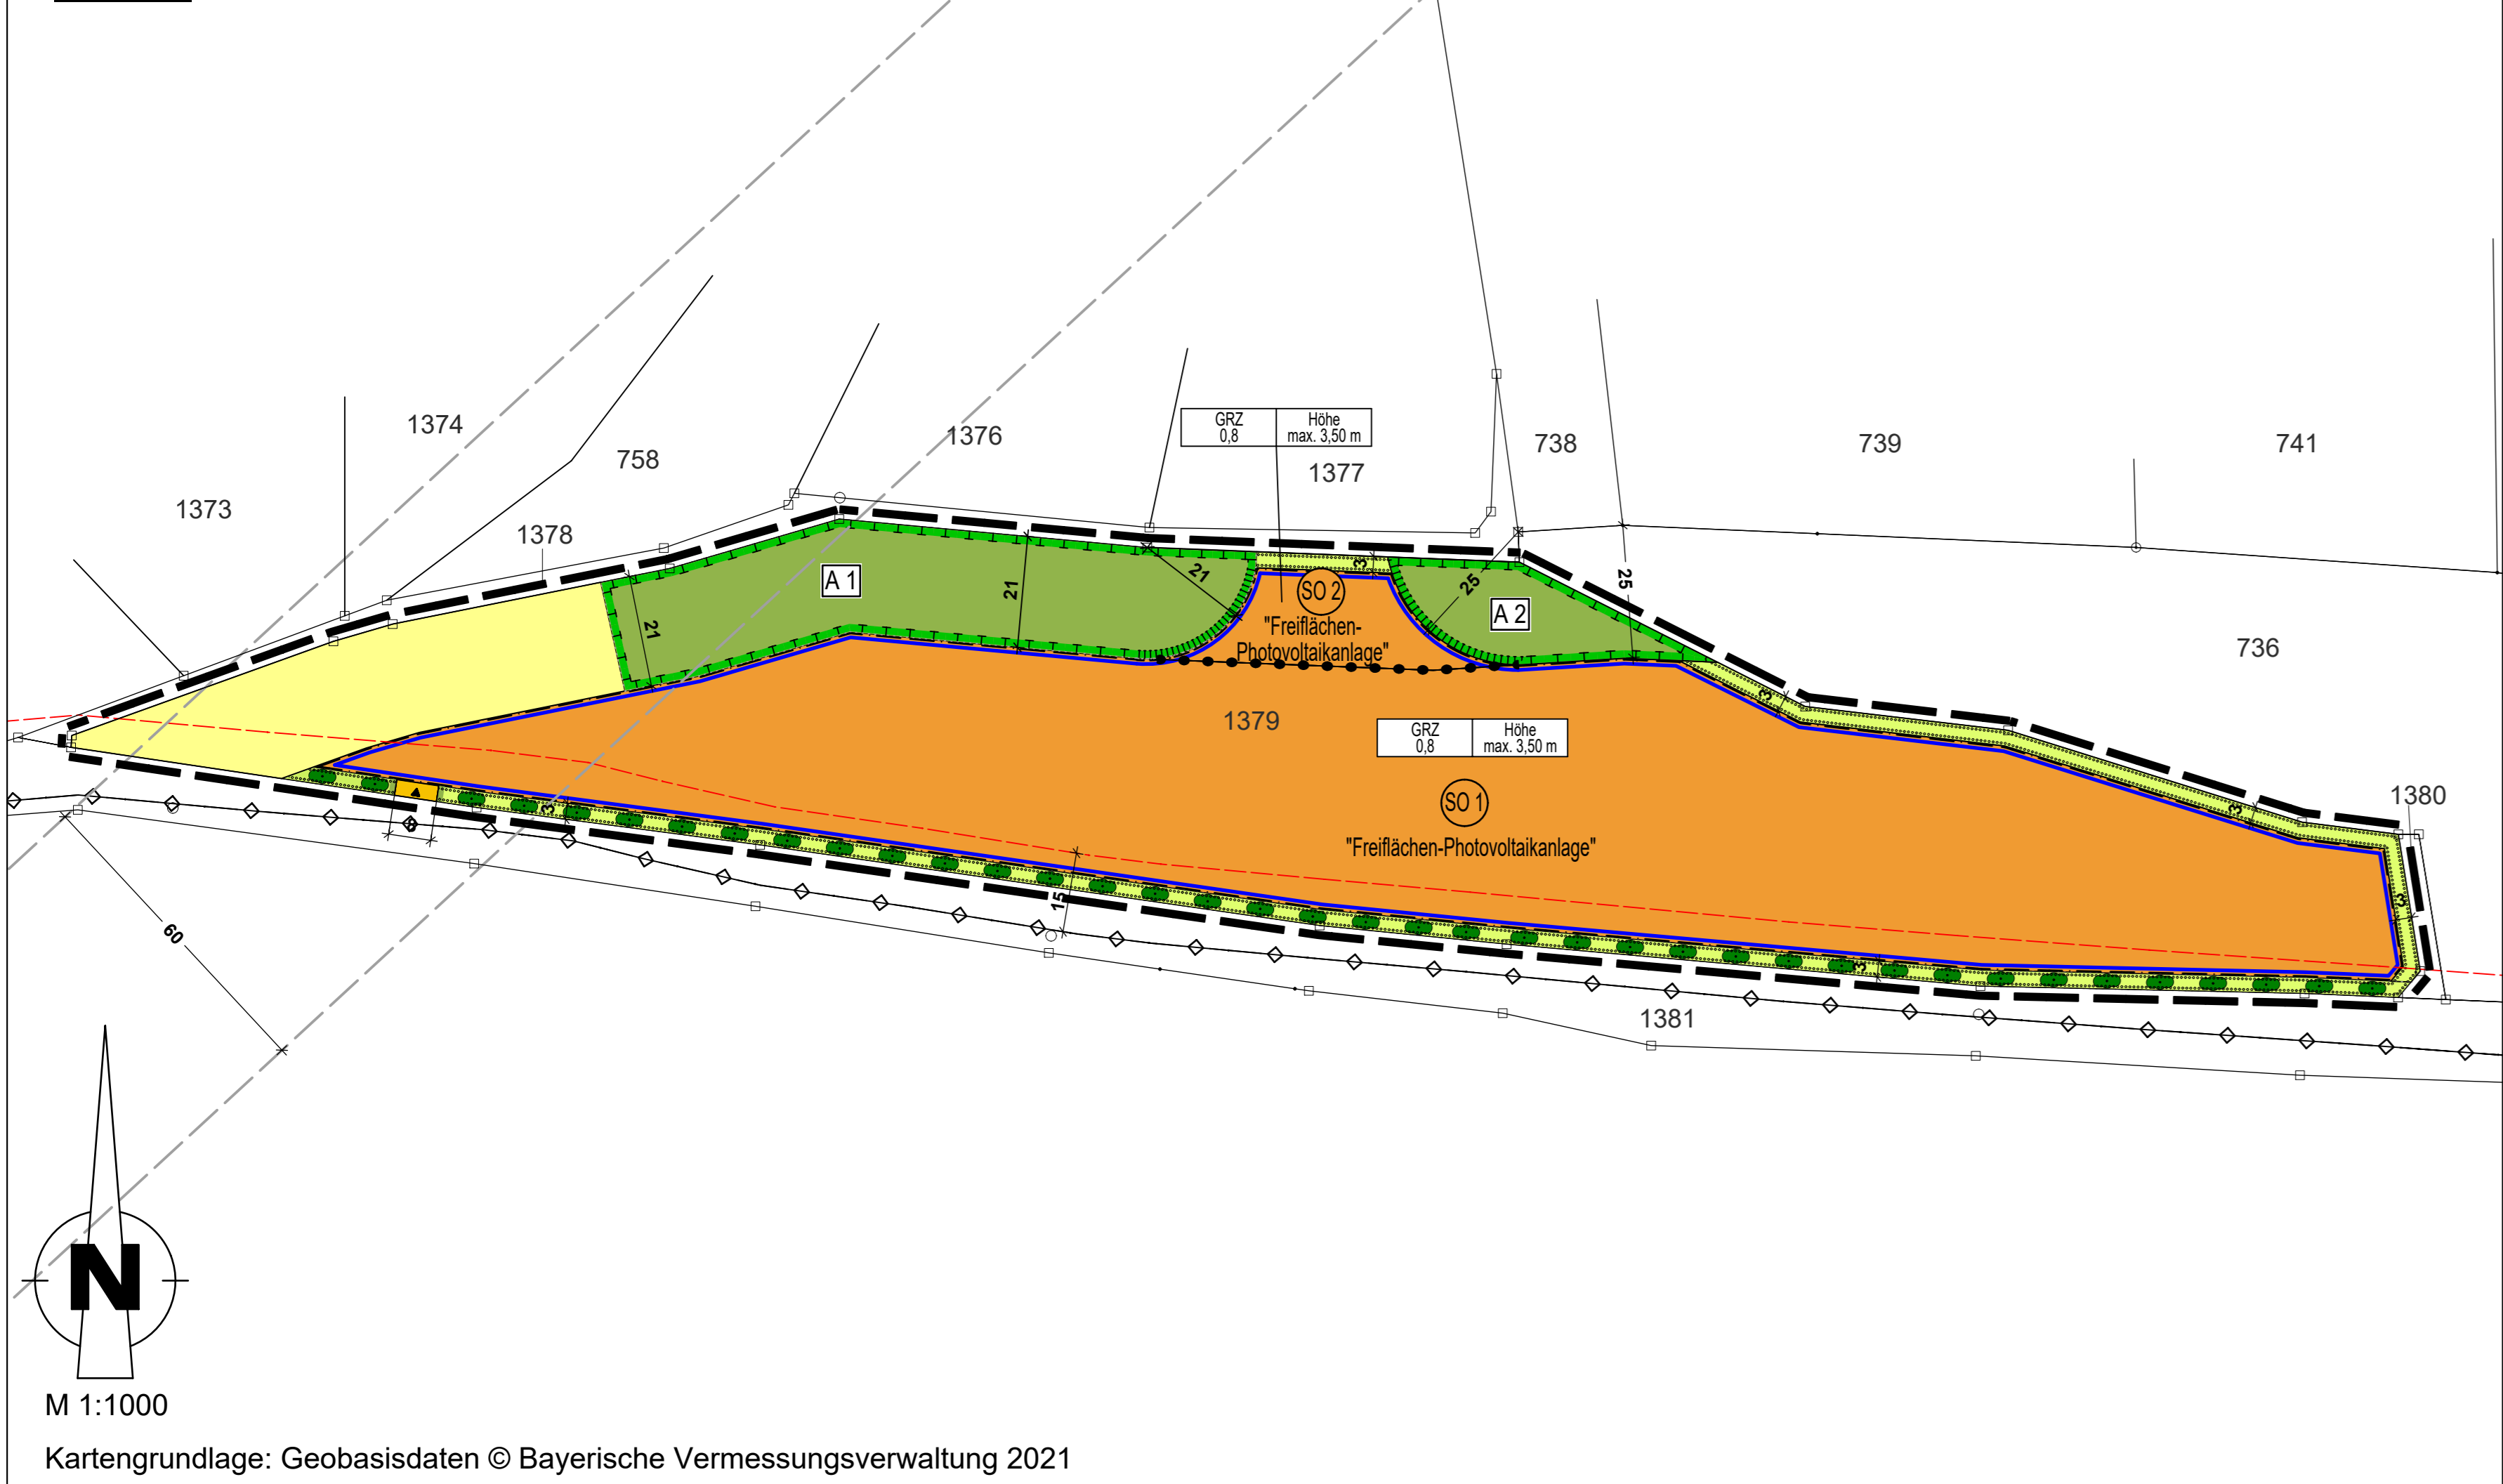 1374
1376
GRZ
0,8
Höhe
max. 3,50 m
738
739
741
758
1377
1373
1378
A 1
21
21
21
3
25
25
SO 2
A 2
"Freiflächen-
Photovoltaikanlage"
736
3
1379
GRZ
0,8
Höhe
max. 3,50 m
1380
3
SO 1
3
"Freiflächen-Photovoltaikanlage"
15
3
60
3
1381
N
M 1:1000
Kartengrundlage: Geobasisdaten © Bayerische Vermessungsverwaltung 2021